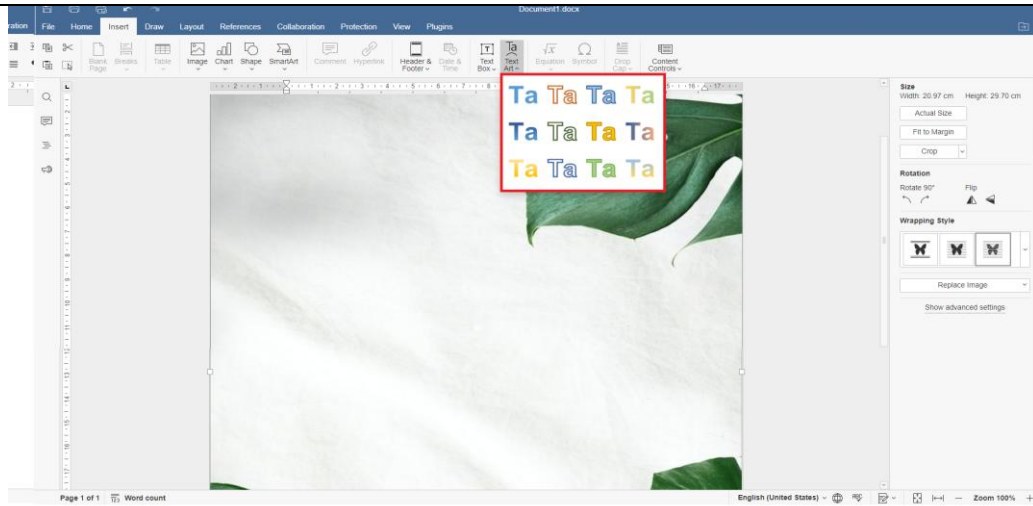 Document1.docx
ration File Home Insert Draw Layout References Collaboration Protection View Plugins
Blank Page Breaks Table Image Chart Shape SmartArt Comment Hyperlink Header & Footer Date & Time Text Box Text Art Equation Symbol Drop Cap Content Controls
Ta Ta Ta Ta
Ta Ta Ta Ta
Ta Ta Ta Ta
Size
Width: 20.97 cm Height: 29.70 cm
Actual Size
Fit to Margin
Crop
Rotation
Rotate 90° Flip
Wrapping Style
Replace Image
Show advanced settings
Page 1 of 1 Word count English (United States) Zoom 100%